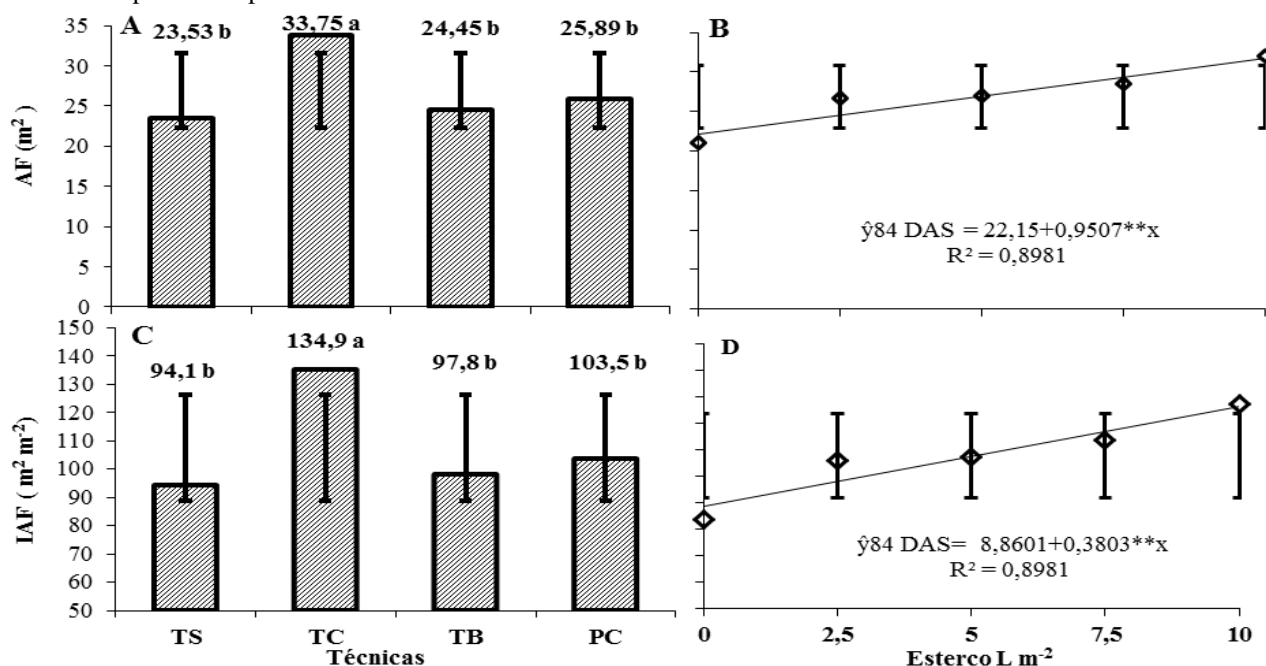 A
23,53 b
33,75 a
24,45 b
25,89 b
AF (m²)
40
35
30
25
20
15
10
5
0
B
ŷ84 DAS = 22,15+0,9507**x
R² = 0,8981
C
94,1 b
134,9 a
97,8 b
103,5 b
IAF ( m² m⁻²)
150
140
130
120
110
100
90
80
70
60
50
TS
TC
TB
PC
Técnicas
D
ŷ84 DAS= 8,8601+0,3803**x
R² = 0,8981
0
2,5
5
7,5
10
Esterco L m⁻²